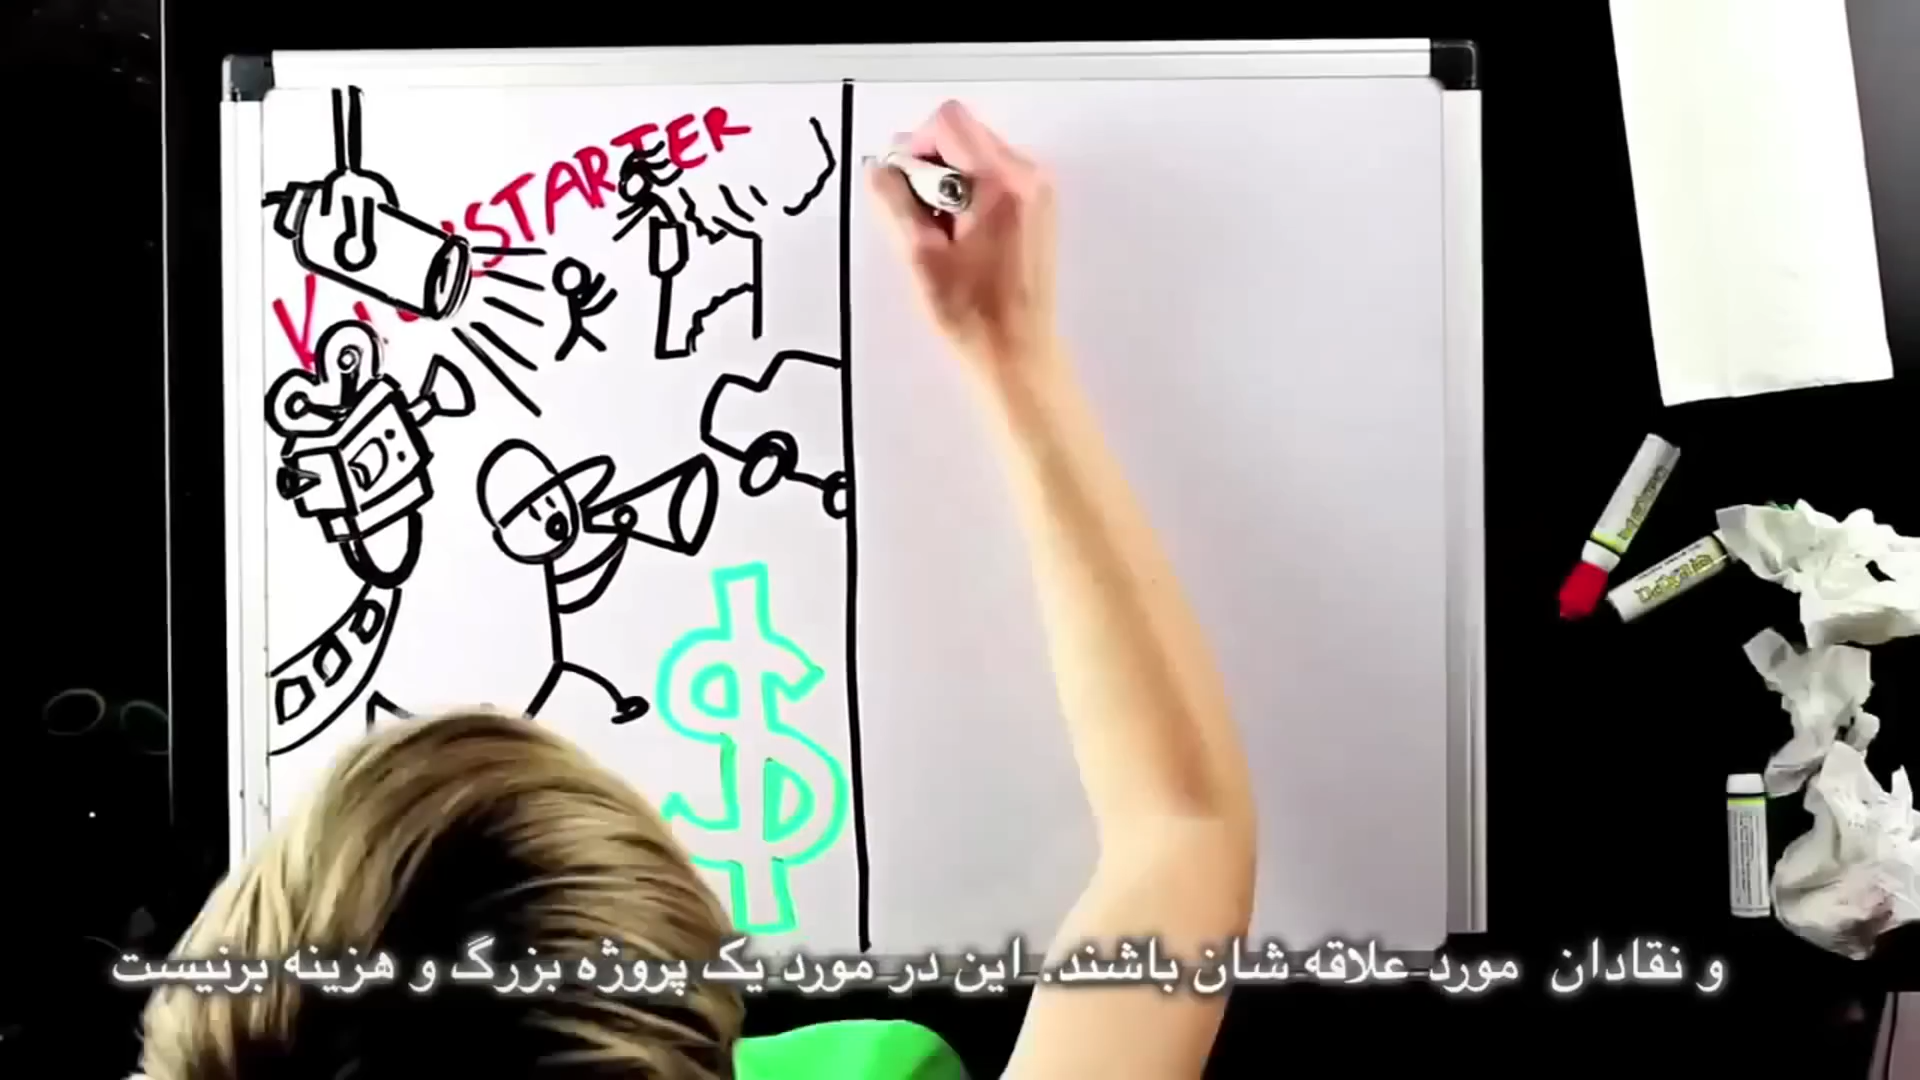 K STARTER
و نقادان مورد علاقه شان باشند. این در مورد یک پروژه بزرگ و هزینه برنیست